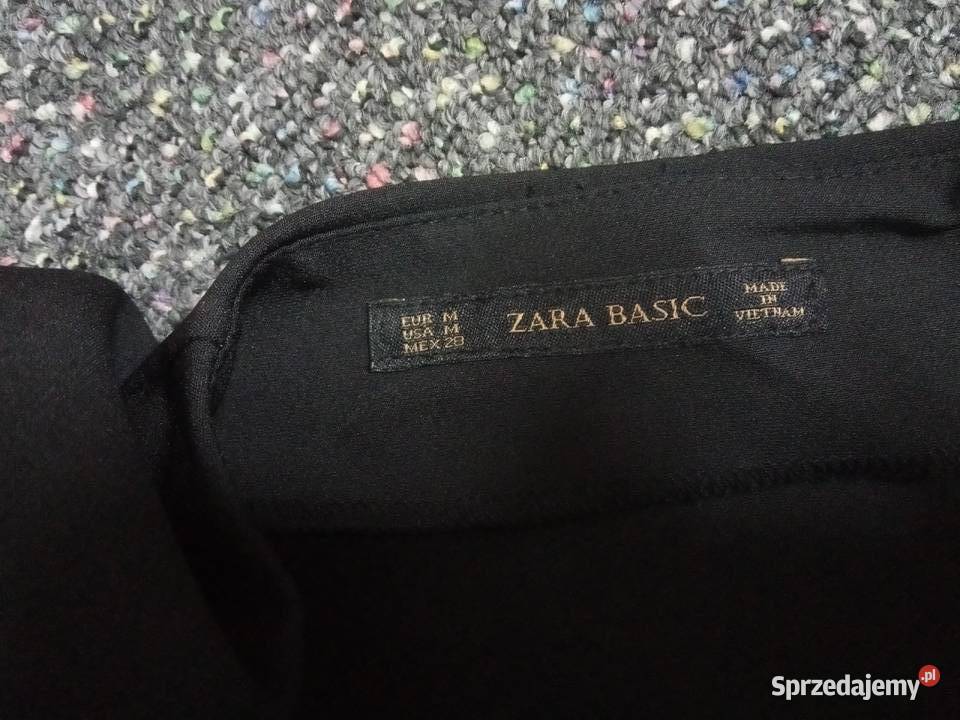 EUR M
USA M
MEX 28
ZARA BASIC
MADE
IN
VIETNAM
Sprzedajemy.pl